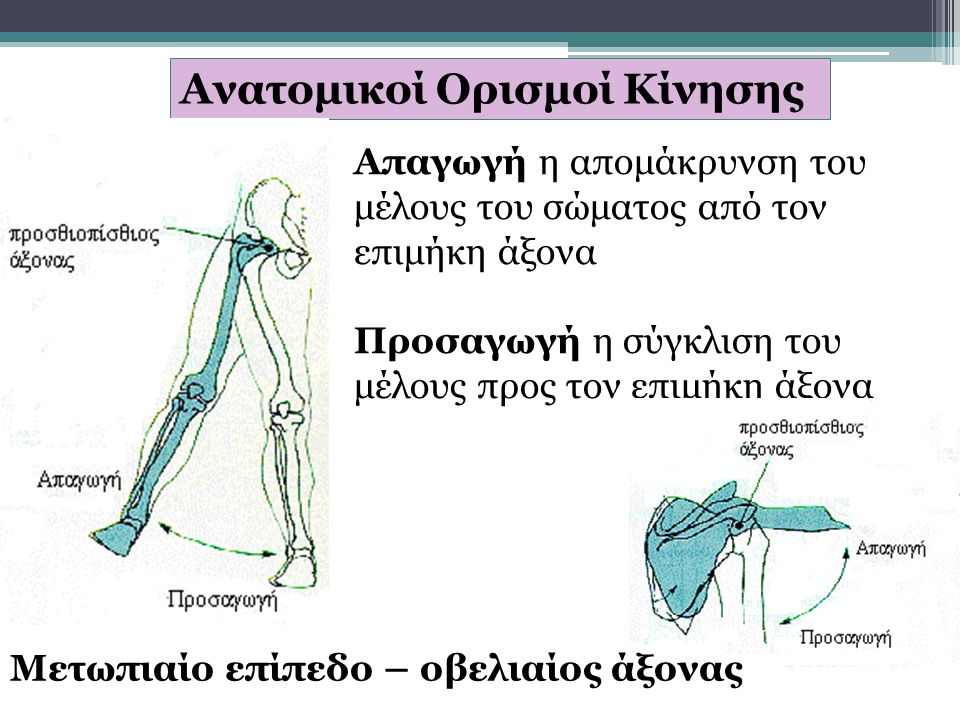 Ανατομικοί Ορισμοί Κίνησης
Απαγωγή η απομάκρυνση του
μέλους του σώματος από τον
επιμήκη άξονα
Προσαγωγή η σύγκλιση του
μέλους προς τον επιμήκη άξονα
προσθιοπίσθιος
άξονας
Απαγωγή
Προσαγωγή
προσθιοπίσθιος
άξονας
Απαγωγή
Προσαγωγή
Μετωπιαίο επίπεδο – οβελιαίος άξονας